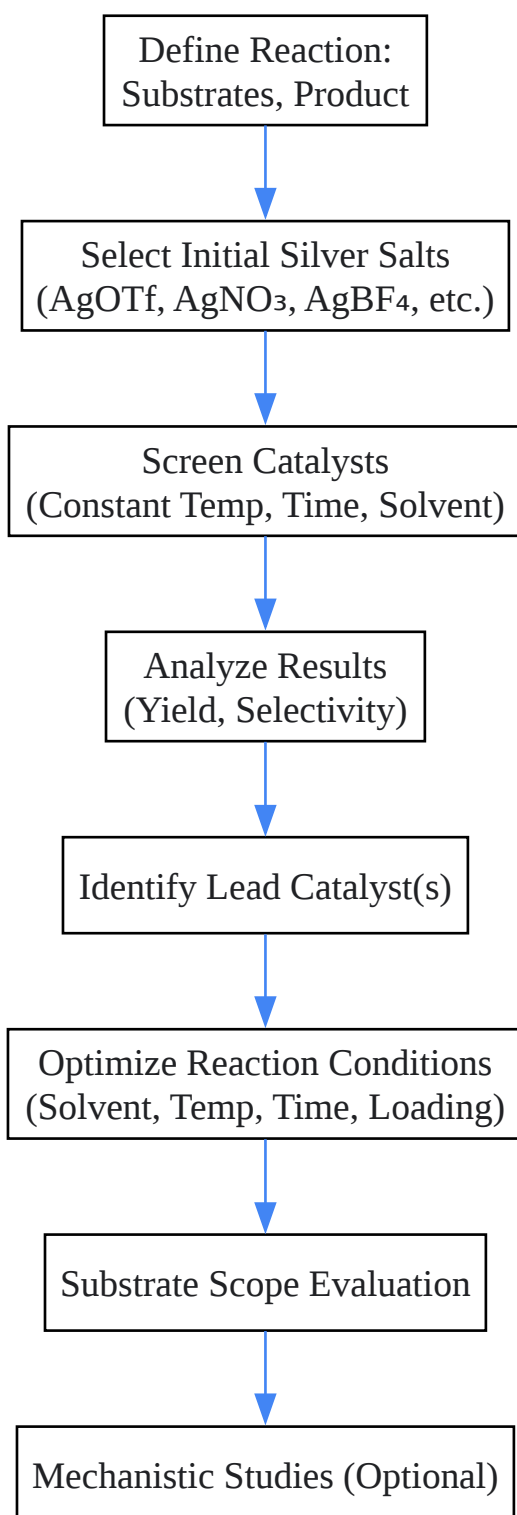 Define Reaction:
Substrates, Product
Select Initial Silver Salts
(AgOTf, AgNO₃, AgBF₄, etc.)
Screen Catalysts
(Constant Temp, Time, Solvent)
Analyze Results
(Yield, Selectivity)
Identify Lead Catalyst(s)
Optimize Reaction Conditions
(Solvent, Temp, Time, Loading)
Substrate Scope Evaluation
Mechanistic Studies (Optional)